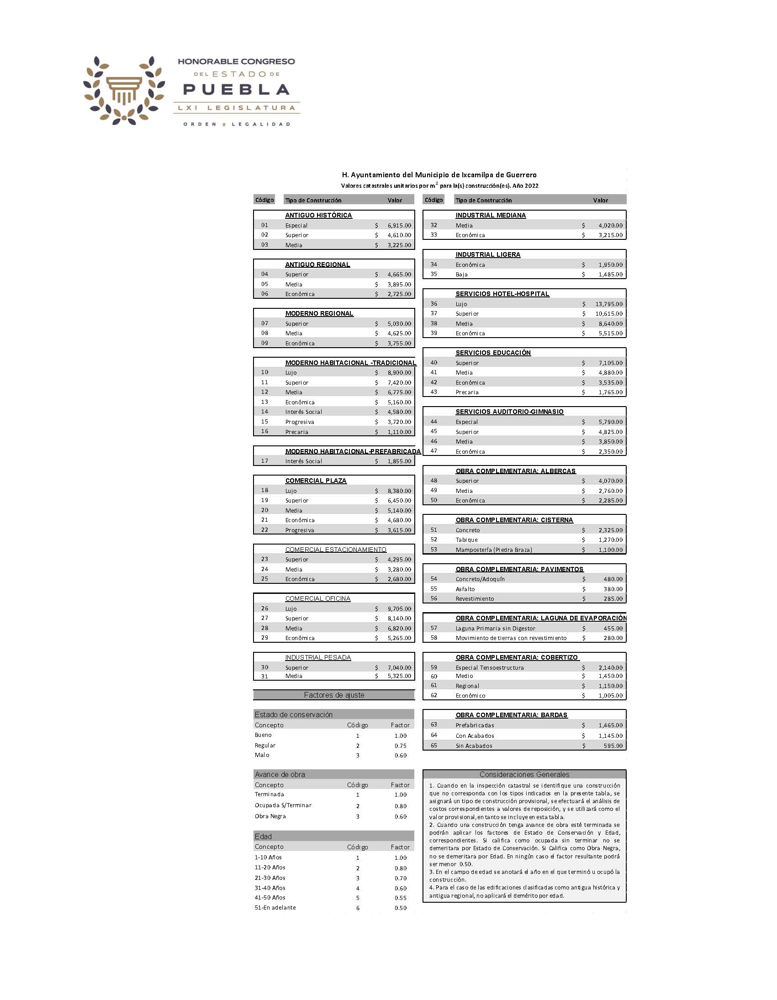 HONORABLE CONGRESO
DEL ESTADO DE
PUEBLA
LXI LEGISLATURA
ORDEN y LEGALIDAD
H. Ayuntamiento del Municipio de Ixcamilpa de Guerrero
Valores catastrales unitarios por m2 para la(s) construcción(es). Año 2022
Código Tipo de Construcción Valor
ANTIGUO HISTÓRICA
01 Especial $ 6,915.00
02 Superior $ 4,610.00
03 Media $ 3,225.00
ANTIGUO REGIONAL
04 Superior $ 4,665.00
05 Media $ 3,895.00
06 Económica $ 2,725.00
MODERNO REGIONAL
07 Superior $ 5,030.00
08 Media $ 4,625.00
09 Económica $ 3,755.00
MODERNO HABITACIONAL -TRADICIONAL
10 Lujo $ 8,900.00
11 Superior $ 7,420.00
12 Media $ 6,775.00
13 Económica $ 5,160.00
14 Interés Social $ 4,580.00
15 Progresiva $ 3,720.00
16 Precaria $ 1,110.00
MODERNO HABITACIONAL-PREFABRICADA
17 Interés Social $ 1,855.00
COMERCIAL PLAZA
18 Lujo $ 8,380.00
19 Superior $ 6,450.00
20 Media $ 5,140.00
21 Económica $ 4,680.00
22 Progresiva $ 3,615.00
COMERCIAL ESTACIONAMIENTO
23 Superior $ 4,295.00
24 Media $ 3,280.00
25 Económica $ 2,680.00
COMERCIAL OFICINA
26 Lujo $ 9,705.00
27 Superior $ 8,140.00
28 Media $ 6,820.00
29 Económica $ 5,265.00
INDUSTRIAL PESADA
30 Superior $ 7,040.00
31 Media $ 5,325.00
Factores de ajuste
Estado de conservación
Concepto Código Factor
Bueno 1 1.00
Regular 2 0.75
Malo 3 0.60
Avance de obra
Concepto Código Factor
Terminada 1 1.00
Ocupada S/Terminar 2 0.80
Obra Negra 3 0.60
Edad
Concepto Código Factor
1-10 Años 1 1.00
11-20 Años 2 0.80
21-30 Años 3 0.70
31-40 Años 4 0.60
41-50 Años 5 0.55
51-En adelante 6 0.50
Código Tipo de Construcción Valor
INDUSTRIAL MEDIANA
32 Media $ 4,020.00
33 Económica $ 3,215.00
INDUSTRIAL LIGERA
34 Económica $ 1,950.00
35 Baja $ 1,485.00
SERVICIOS HOTEL-HOSPITAL
36 Lujo $ 13,795.00
37 Superior $ 10,615.00
38 Media $ 8,640.00
39 Económica $ 5,515.00
SERVICIOS EDUCACIÓN
40 Superior $ 7,105.00
41 Media $ 4,880.00
42 Económica $ 3,535.00
43 Precaria $ 1,765.00
SERVICIOS AUDITORIO-GIMNASIO
44 Especial $ 5,790.00
45 Superior $ 4,825.00
46 Media $ 3,850.00
47 Económica $ 2,350.00
OBRA COMPLEMENTARIA: ALBERCAS
48 Superior $ 4,070.00
49 Media $ 2,760.00
50 Económica $ 2,285.00
OBRA COMPLEMENTARIA: CISTERNA
51 Concreto $ 2,325.00
52 Tabique $ 1,270.00
53 Mampostería (Piedra Braza) $ 1,100.00
OBRA COMPLEMENTARIA: PAVIMENTOS
54 Concreto/Adoquín $ 480.00
55 Asfalto $ 380.00
56 Revestimiento $ 285.00
OBRA COMPLEMENTARIA: LAGUNA DE EVAPORACIÓN
57 Laguna Primaria sin Digestor $ 455.00
58 Movimiento de tierras con revestimiento $ 280.00
OBRA COMPLEMENTARIA: COBERTIZO
59 Especial Tensoestructura $ 2,140.00
60 Medio $ 1,450.00
61 Regional $ 1,150.00
62 Económico $ 1,005.00
OBRA COMPLEMENTARIA: BARDAS
63 Prefabricadas $ 1,465.00
64 Con Acabados $ 1,145.00
65 Sin Acabados $ 595.00
Consideraciones Generales
1. Cuando en la inspección catastral se identifique una construcción
que no corresponda con los tipos indicados en la presente tabla, se
asignará un tipo de construcción provisional, se efectuará el análisis de
costos correspondientes a valores de reposición, y se utilizará como el
valor provisional, en tanto se incluye en esta tabla.
2. Cuando una construcción tenga avance de obra esté terminada se
podrán aplicar los factores de Estado de Conservación y Edad,
correspondientes. Si califica como ocupada sin terminar no se
demeritara por Estado de Conservación. Si Califica como Obra Negra,
no se demeritara por Edad. En ningún caso el factor resultante podrá
ser menor 0.50.
3. En el campo de edad se anotará el año en el que terminó u ocupó la
construcción.
4. Para el caso de las edificaciones clasificadas como antigua histórica y
antigua regional, no aplicará el demérito por edad.